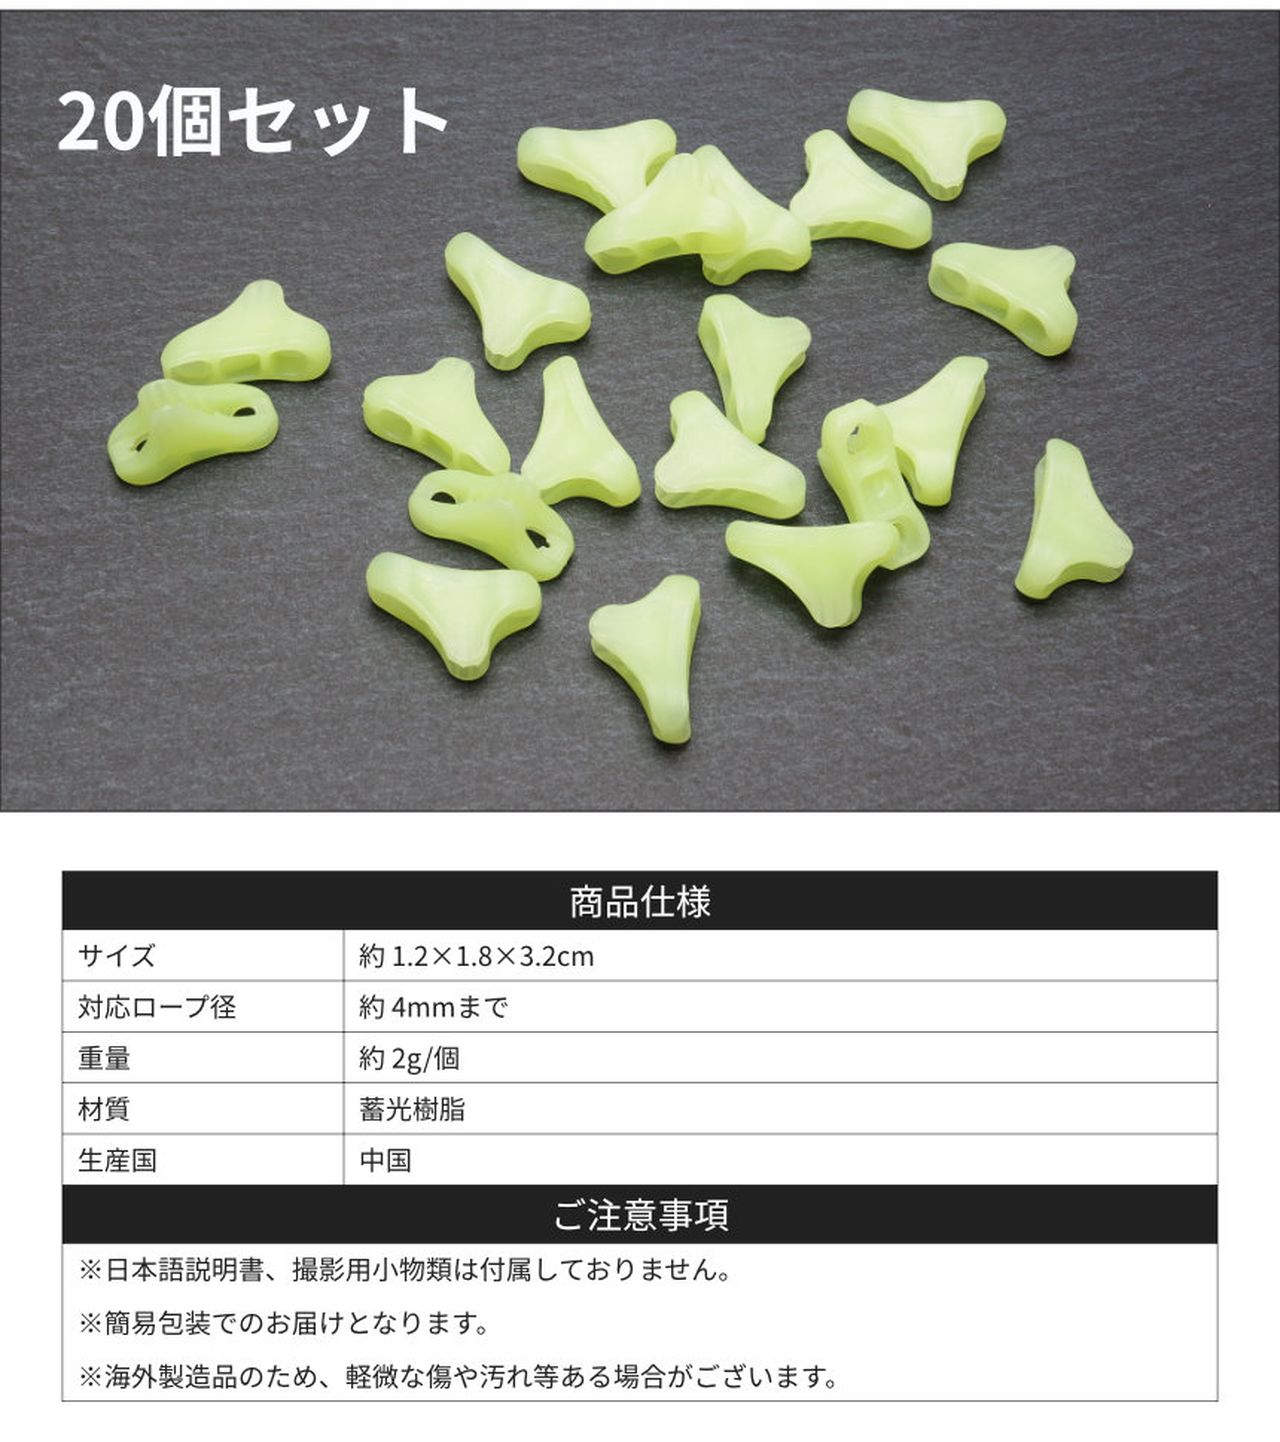 20個セット
商品仕様
サイズ 約 1.2×1.8×3.2cm
対応ロープ径 約 4mmまで
重量 約 2g/個
材質 蓄光樹脂
生産国 中国
ご注意事項
※日本語説明書、撮影用小物類は付属しておりません。
※簡易包装でのお届けとなります。
※海外製造品のため、軽微な傷や汚れ等ある場合がございます。